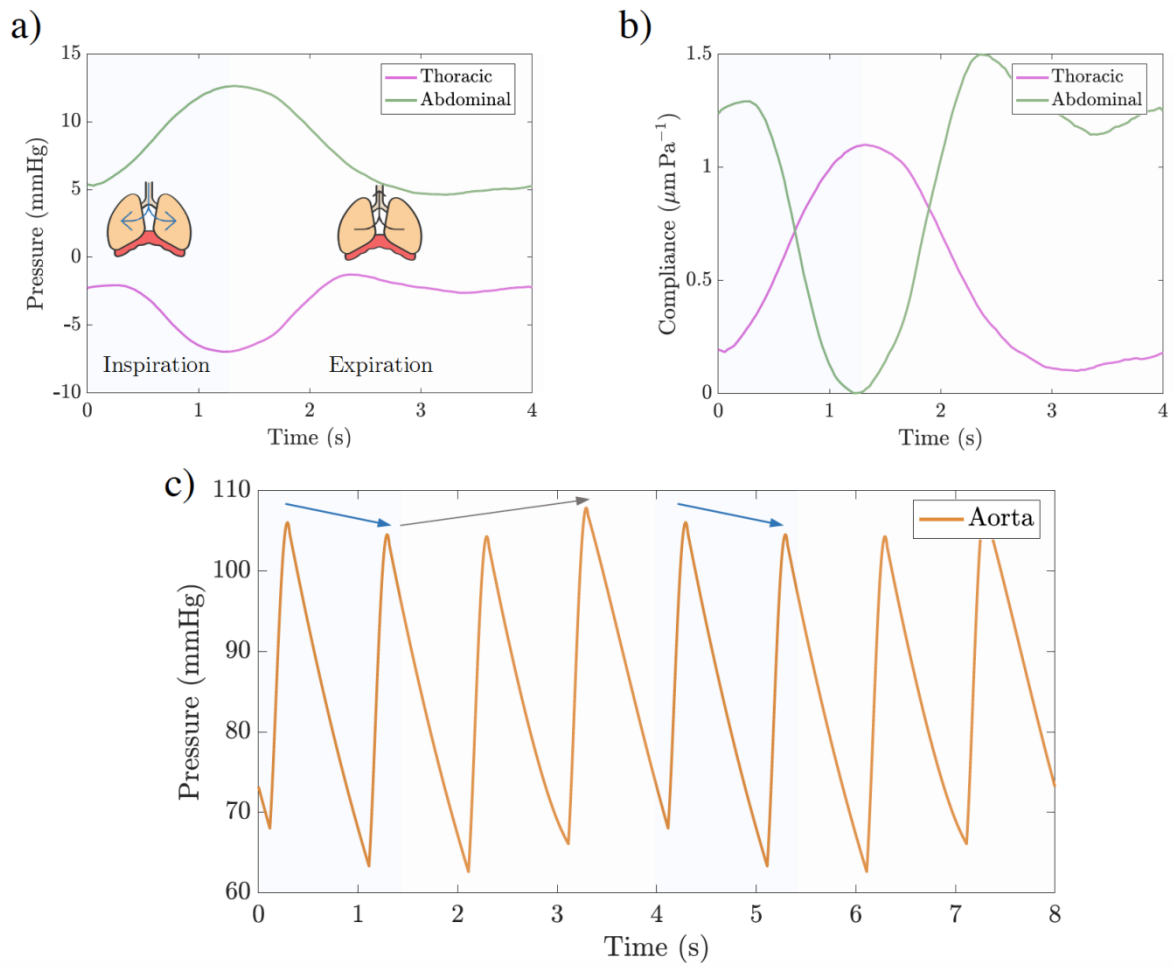 a)
15
10
5
0
-5
-10
Pressure (mmHg)
Thoracic
Abdominal
Inspiration
Expiration
0
1
2
3
4
Time (s)
b)
1.5
1
0.5
0
Compliance (μm Pa⁻¹)
Thoracic
Abdominal
0
1
2
3
4
Time (s)
c)
110
100
90
80
70
60
Pressure (mmHg)
Aorta
0
1
2
3
4
5
6
7
8
Time (s)